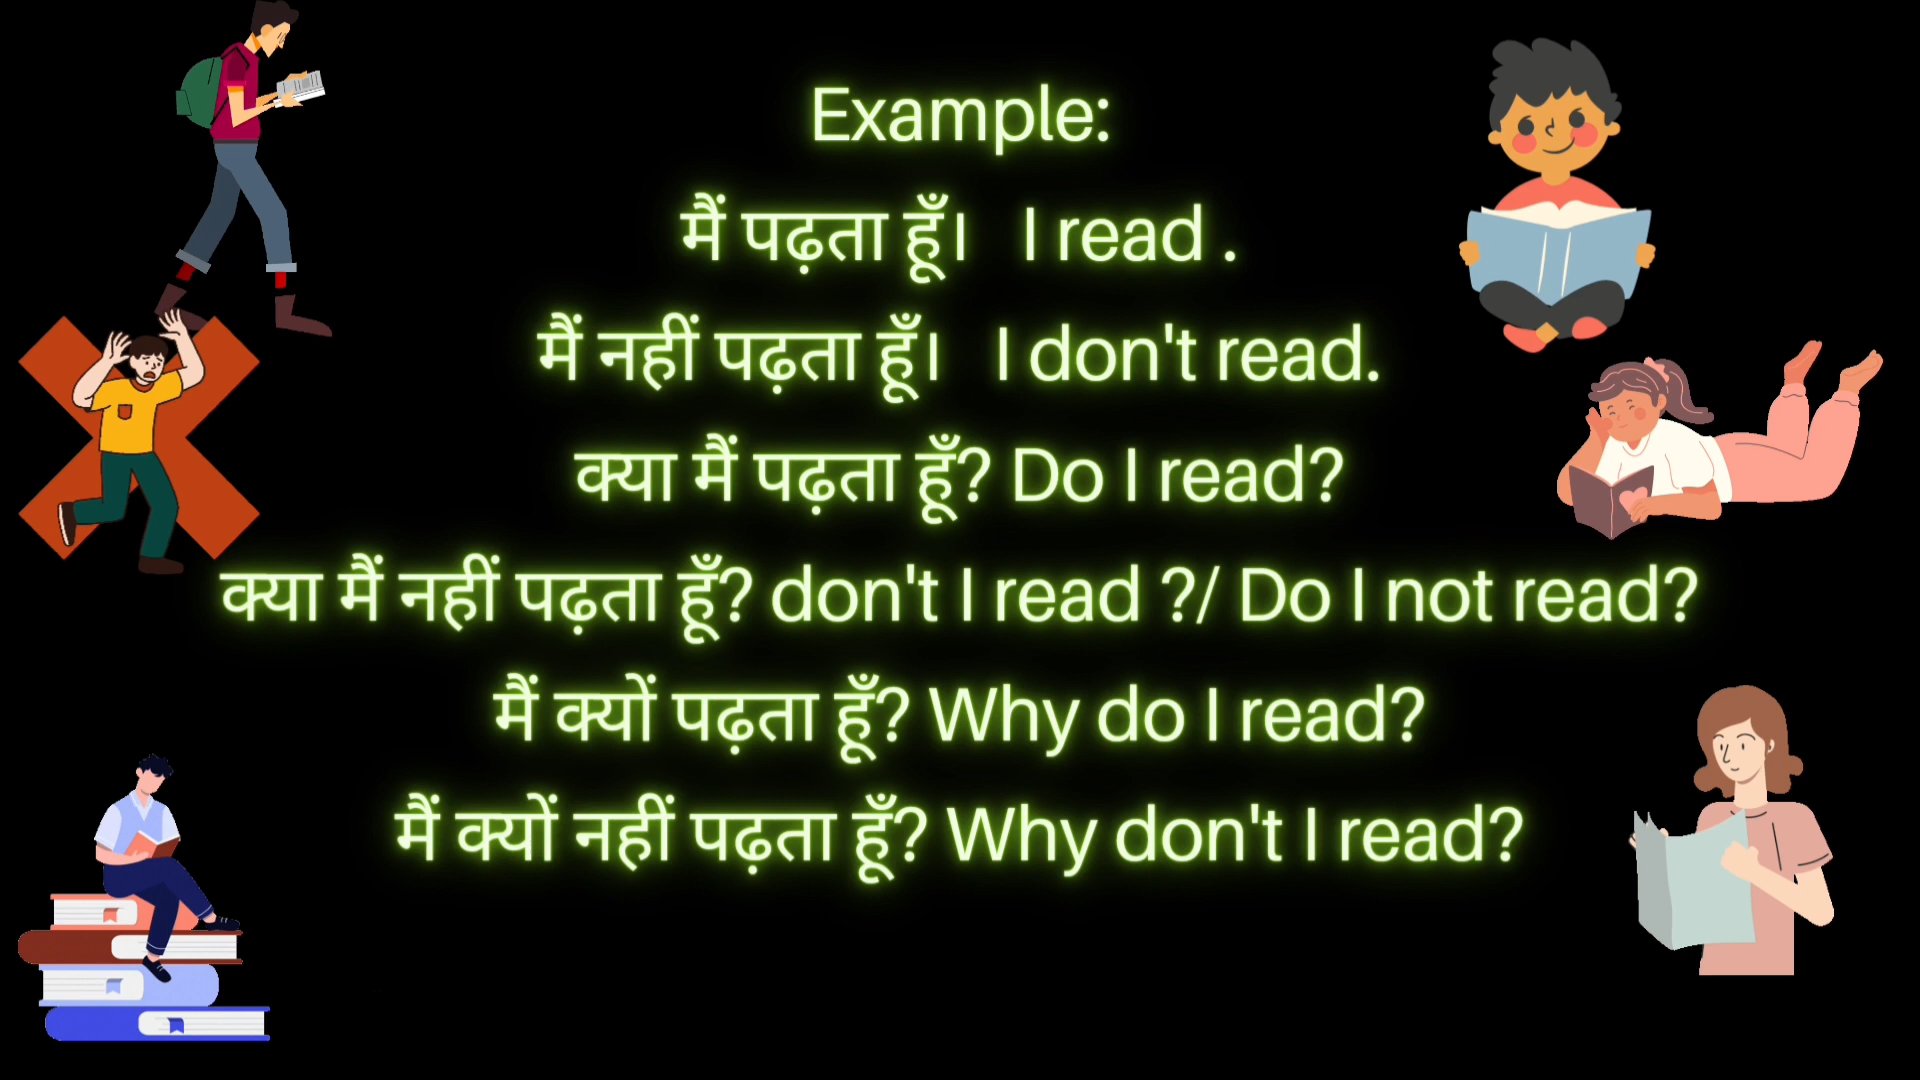 Example:
मैं पढ़ता हूँ। I read .
मैं नहीं पढ़ता हूँ। I don't read.
क्या मैं पढ़ता हूँ? Do I read?
क्या मैं नहीं पढ़ता हूँ? don't I read ?/ Do I not read?
मैं क्यों पढ़ता हूँ? Why do I read?
मैं क्यों नहीं पढ़ता हूँ? Why don't I read?